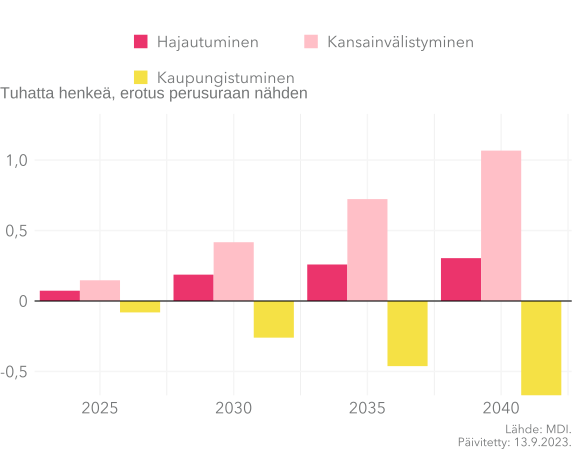 Hajautuminen
Kansainvälistyminen
Kaupungistuminen
Tuhatta henkeä, erotus perusuraan nähden
1,0
0,5
0
-0,5
2025
2030
2035
2040
Lähde: MDI.
Päivitetty: 13.9.2023.